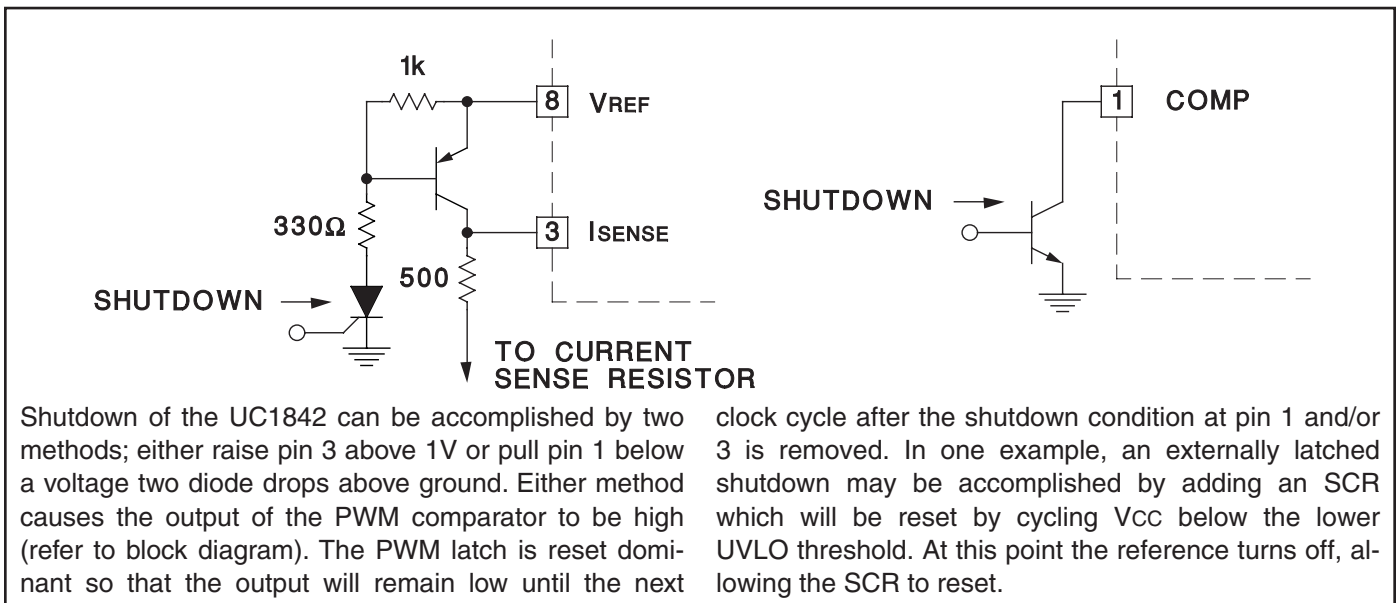 1k
8 VREF
1 COMP
SHUTDOWN
330Ω
3 ISENSE
500
SHUTDOWN
TO CURRENT
SENSE RESISTOR
Shutdown of the UC1842 can be accomplished by two
methods; either raise pin 3 above 1V or pull pin 1 below
a voltage two diode drops above ground. Either method
causes the output of the PWM comparator to be high
(refer to block diagram). The PWM latch is reset domi-
nant so that the output will remain low until the next
clock cycle after the shutdown condition at pin 1 and/or
3 is removed. In one example, an externally latched
shutdown may be accomplished by adding an SCR
which will be reset by cycling VCC below the lower
UVLO threshold. At this point the reference turns off, al-
lowing the SCR to reset.